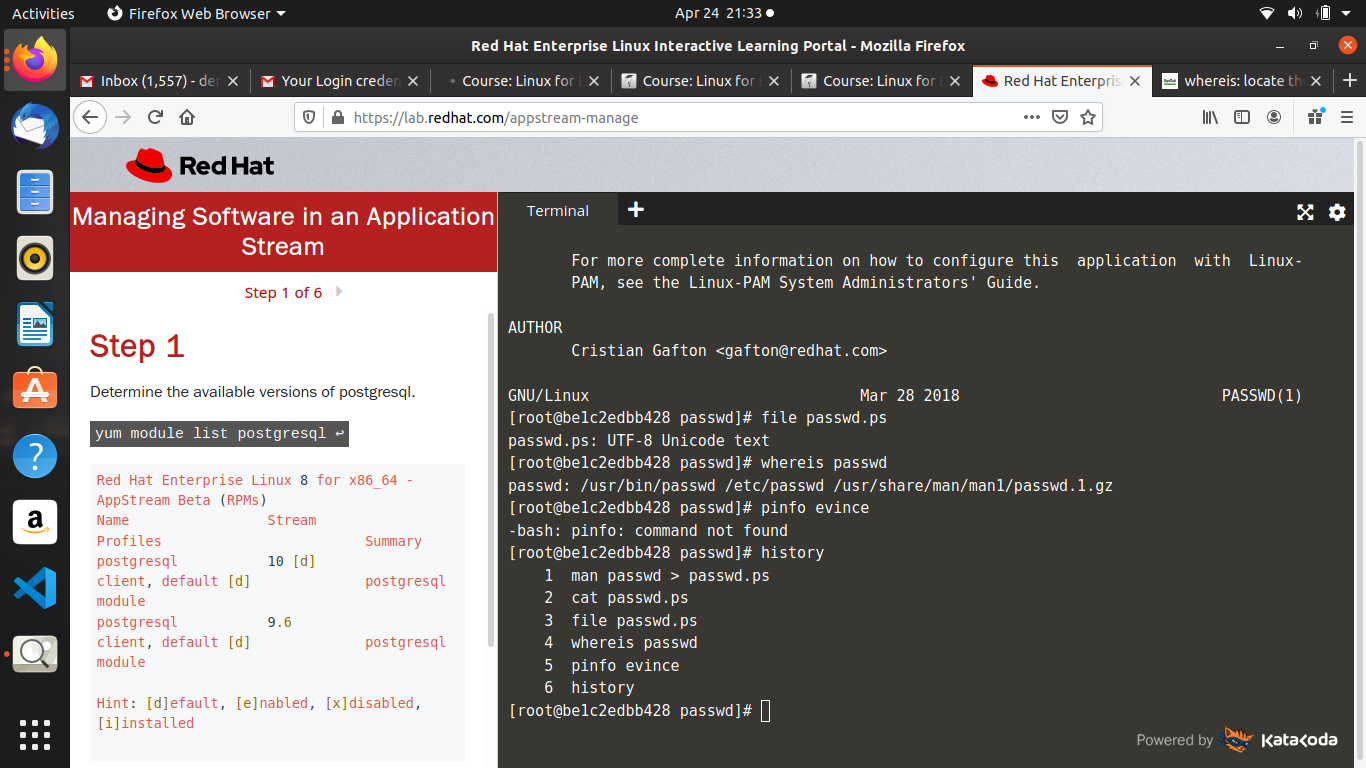 Activities Firefox Web Browser Apr 24 21:33
Red Hat Enterprise Linux Interactive Learning Portal - Mozilla Firefox
Inbox (1,557) - der Your Login creden Course: Linux for E Course: Linux for Course: Linux for E Red Hat Enterpris whereis: locate th
https://lab.redhat.com/appstream-manage
Red Hat
Managing Software in an Application
Stream
Step 1 of 6
Step 1
Determine the available versions of postgresql.
yum module list postgresql ↩
Red Hat Enterprise Linux 8 for x86_64 -
AppStream Beta (RPMs)
Name Stream
Profiles Summary
postgresql 10 [d]
client, default [d] postgresql
module
postgresql 9.6
client, default [d] postgresql
module
Hint: [d]efault, [e]nabled, [x]disabled,
[i]installed
Terminal
For more complete information on how to configure this application with Linux-
PAM, see the Linux-PAM System Administrators' Guide.
AUTHOR
Cristian Gafton <gafton@redhat.com>
GNU/Linux Mar 28 2018 PASSWD(1)
[root@be1c2edbb428 passwd]# file passwd.ps
passwd.ps: UTF-8 Unicode text
[root@be1c2edbb428 passwd]# whereis passwd
passwd: /usr/bin/passwd /etc/passwd /usr/share/man/man1/passwd.1.gz
[root@be1c2edbb428 passwd]# pinfo evince
-bash: pinfo: command not found
[root@be1c2edbb428 passwd]# history
1 man passwd > passwd.ps
2 cat passwd.ps
3 file passwd.ps
4 whereis passwd
5 pinfo evince
6 history
[root@be1c2edbb428 passwd]#
Powered by KataKoda